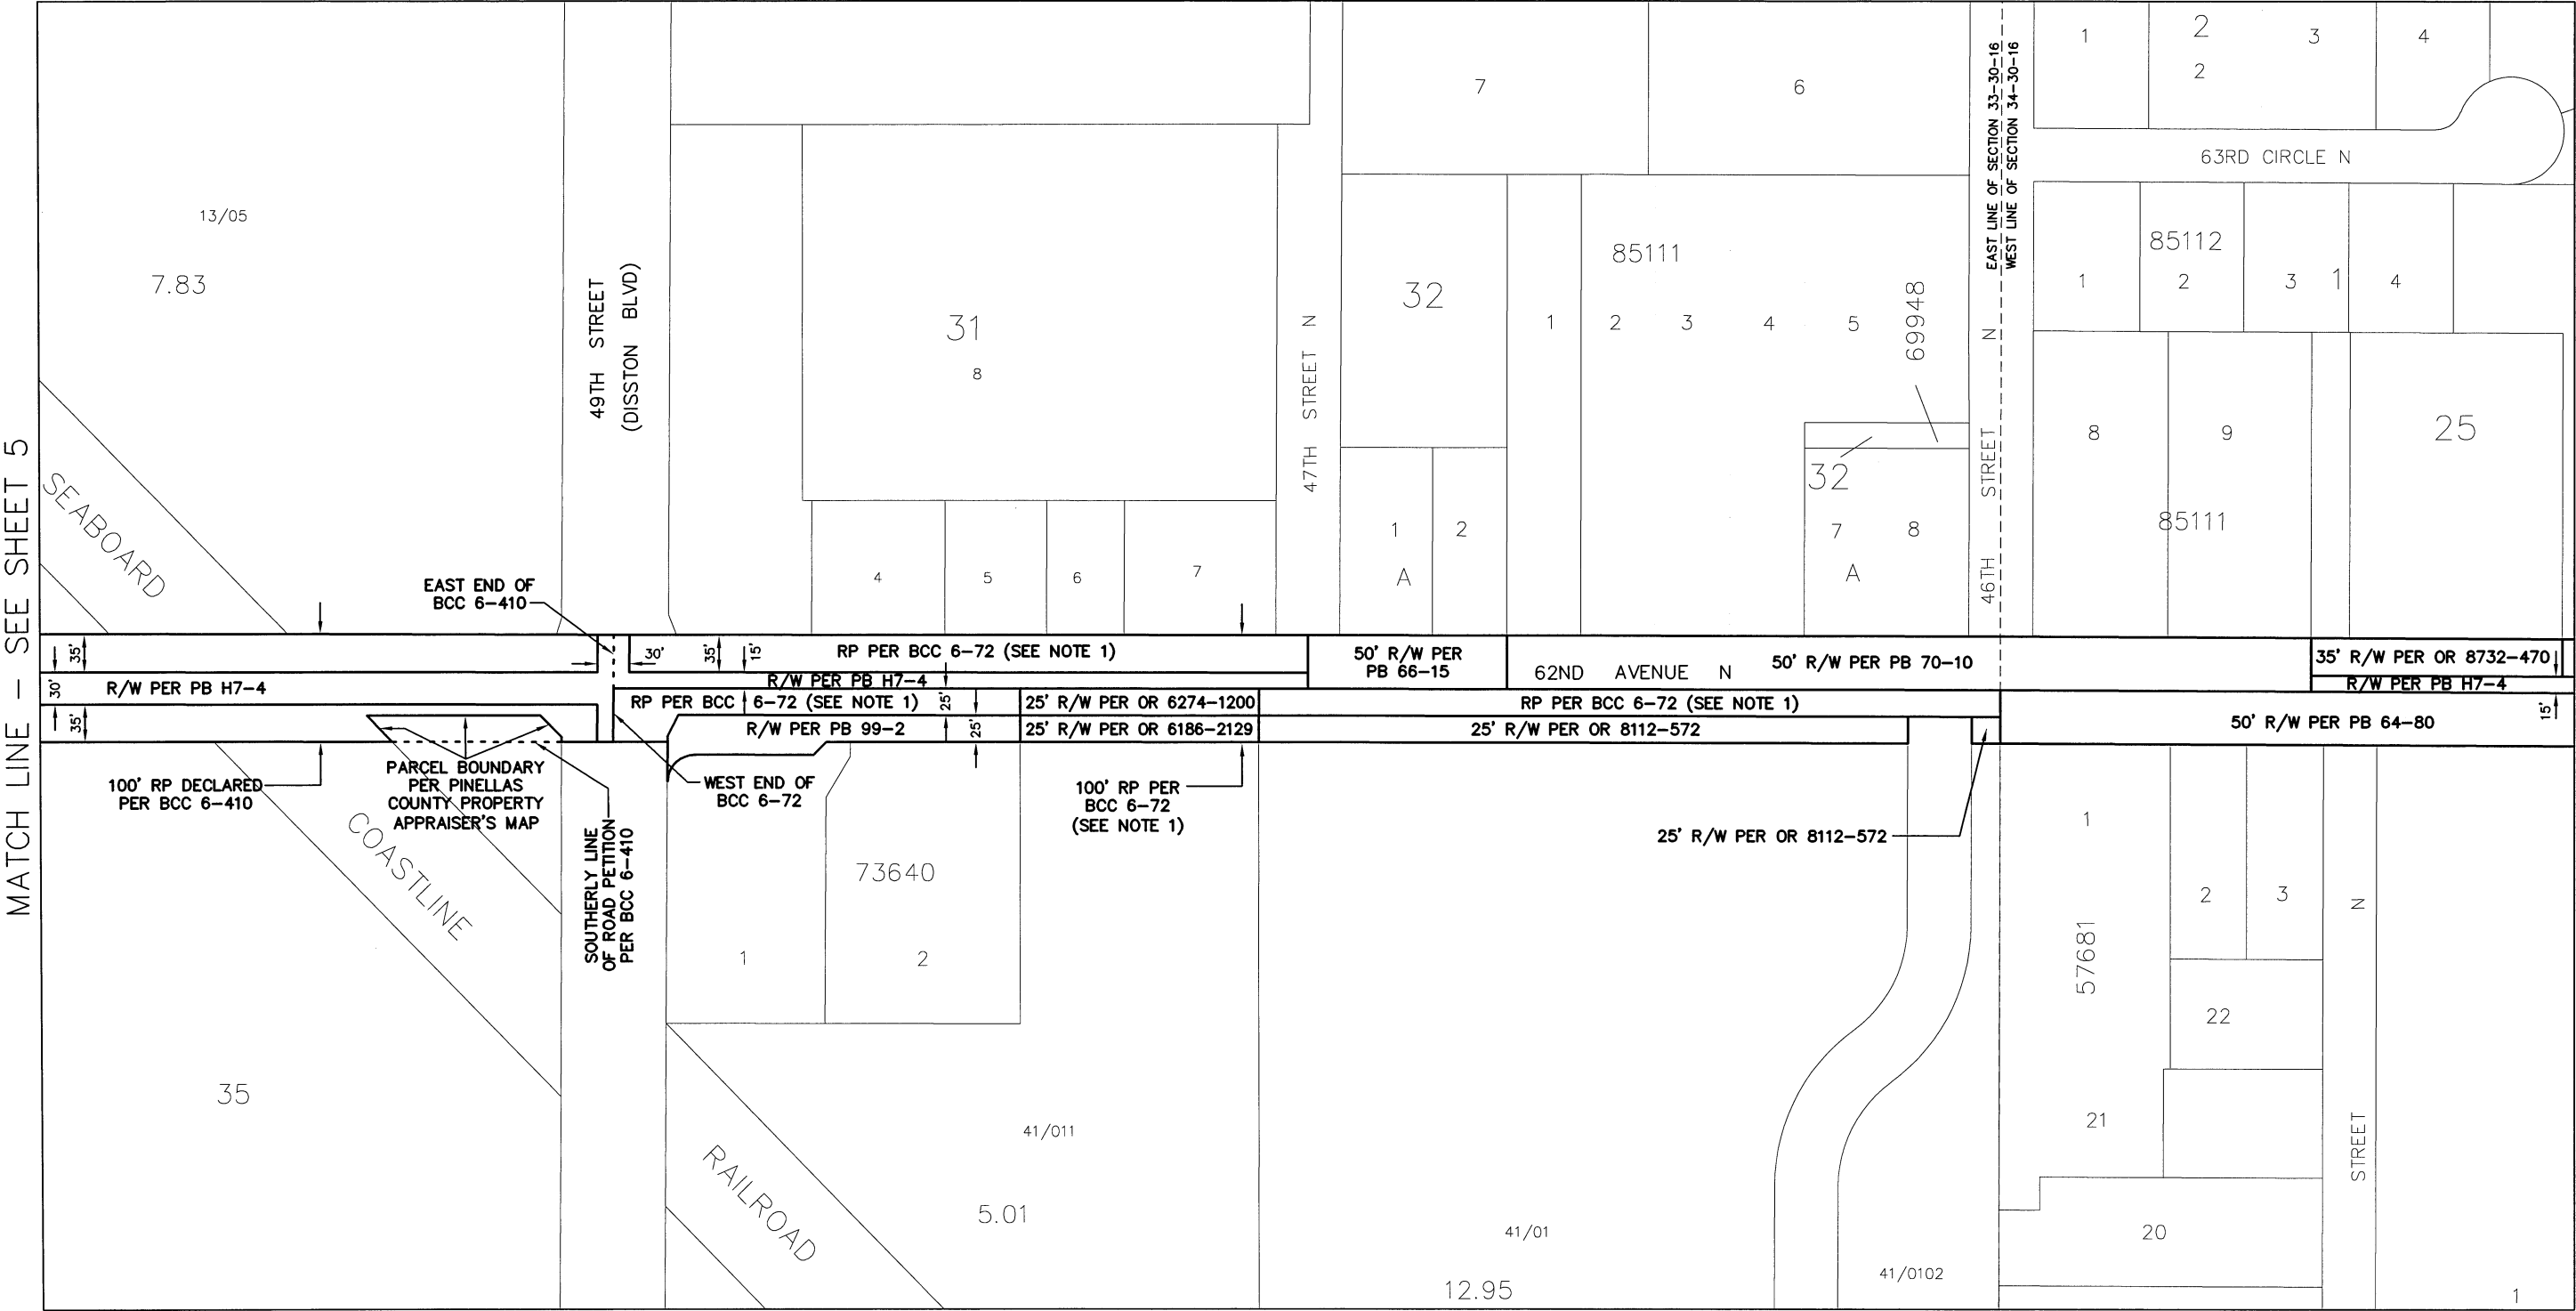 MATCH LINE – SEE SHEET 5
13/05
7.83
SEABOARD
49TH STREET
(DISSTON BLVD)
31
8
4
5
6
7
47TH STREET N
7
6
32
1
2
A
85111
1
2
3
4
5
69948
32
7
8
A
46TH STREET N
EAST LINE OF SECTION 33-30-16
WEST LINE OF SECTION 34-30-16
1
2
3
4
2
63RD CIRCLE N
85112
1
2
3
1
4
8
9
25
85111
EAST END OF
BCC 6-410
35'
30'
35'
R/W PER PB H7-4
30'
35'
15'
RP PER BCC 6-72 (SEE NOTE 1)
R/W PER PB H7-4
RP PER BCC 6-72 (SEE NOTE 1)
25'
R/W PER PB 99-2
25'
25' R/W PER OR 6274-1200
25' R/W PER OR 6186-2129
50' R/W PER
PB 66-15
62ND AVENUE N
50' R/W PER PB 70-10
RP PER BCC 6-72 (SEE NOTE 1)
25' R/W PER OR 8112-572
35' R/W PER OR 8732-470
R/W PER PB H7-4
50' R/W PER PB 64-80
15'
100' RP DECLARED
PER BCC 6-410
PARCEL BOUNDARY
PER PINELLAS
COUNTY PROPERTY
APPRAISER'S MAP
SOUTHERLY LINE
OF ROAD PETITION
PER BCC 6-410
WEST END OF
BCC 6-72
100' RP PER
BCC 6-72
(SEE NOTE 1)
25' R/W PER OR 8112-572
COASTLINE
35
73640
1
2
RAILROAD
41/011
5.01
41/01
12.95
41/0102
1
57681
2
3
22
21
20
STREET N
1